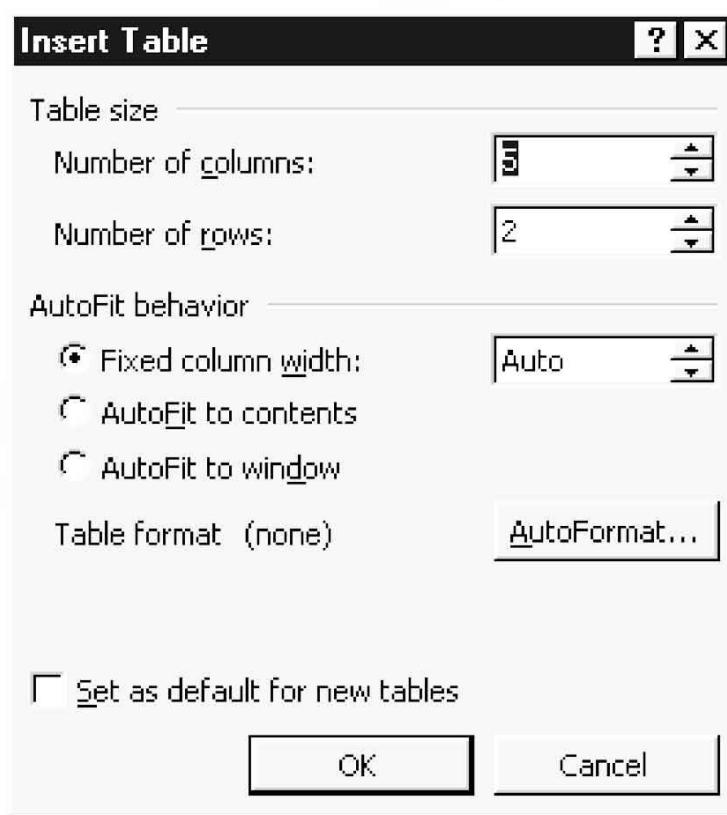 Insert Table ? ×
Table size
Number of columns: 5
Number of rows: 2
AutoFit behavior
Fixed column width: Auto
AutoFit to contents
AutoFit to window
Table format (none) AutoFormat...
Set as default for new tables
OK Cancel